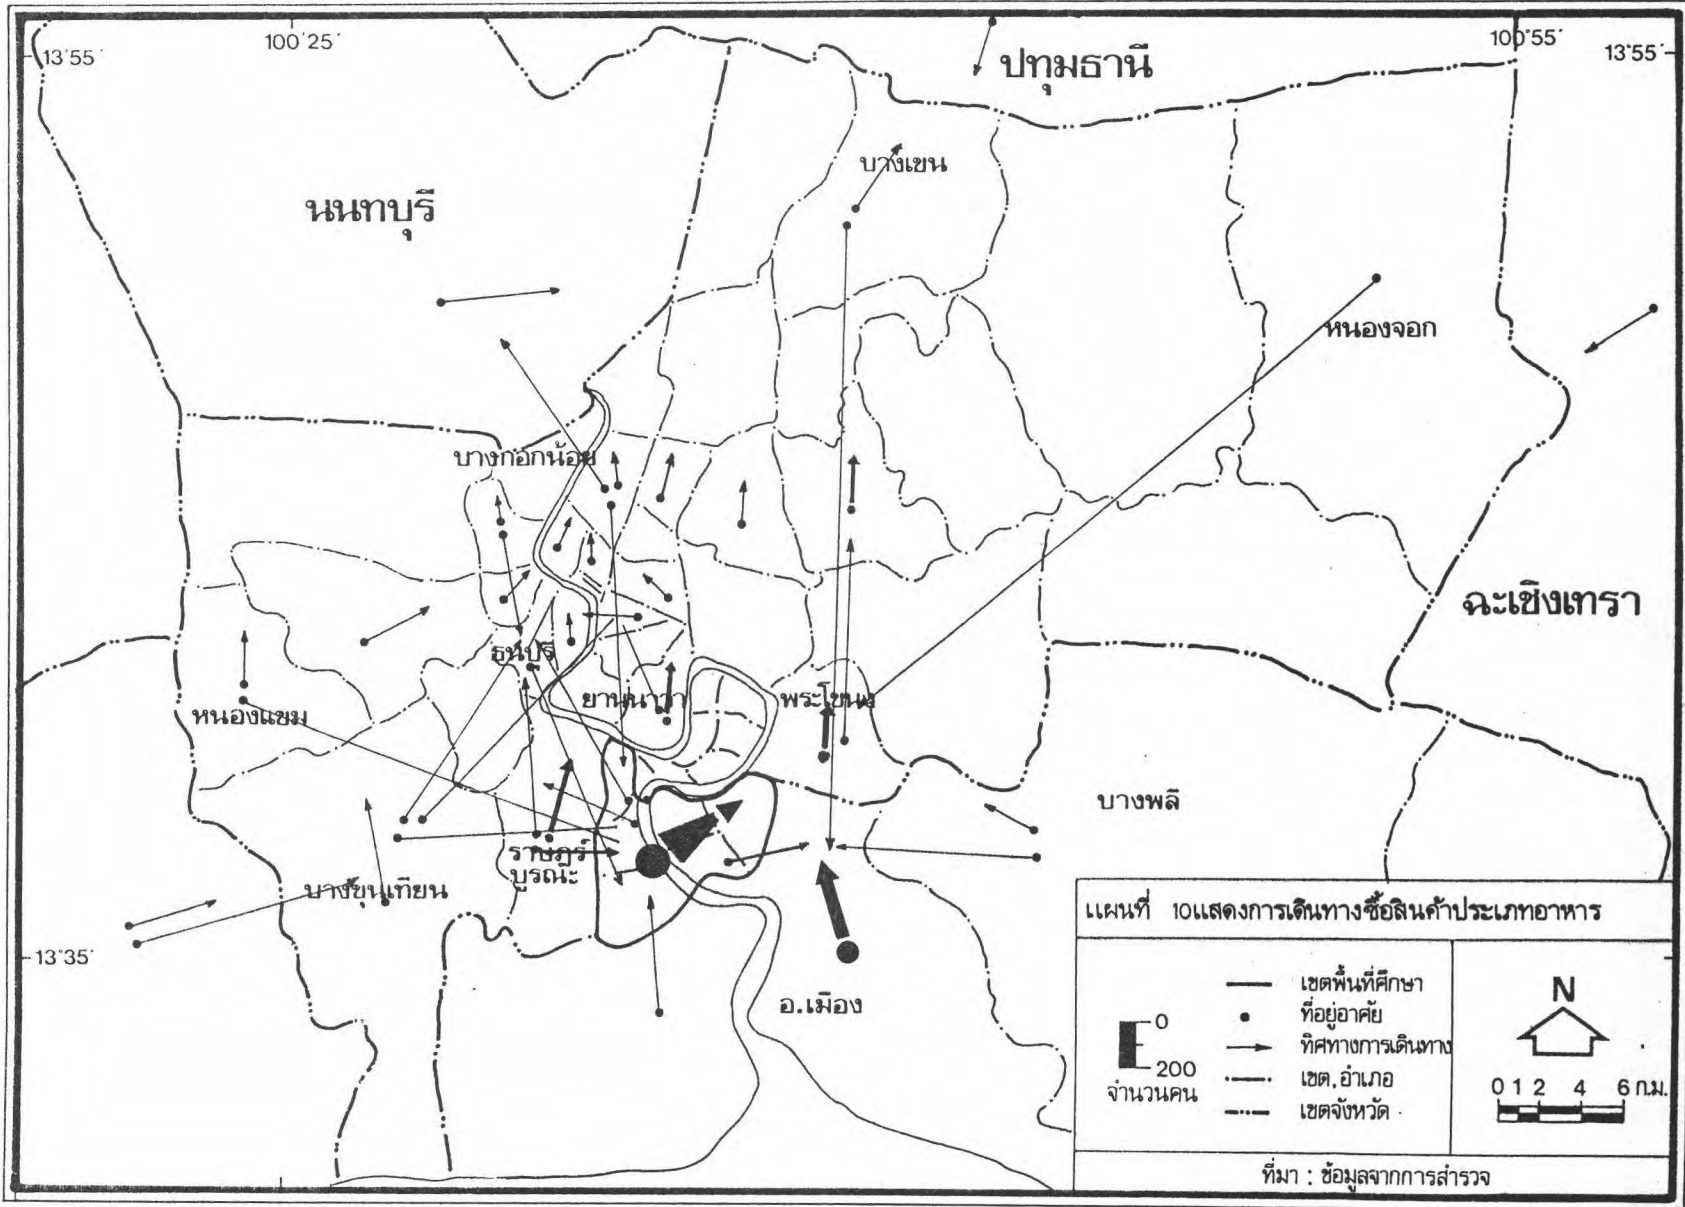 13°55'
100°25'
ปทุมธานี
100°55'
13°55'
บางเขน
นนทบุรี
หนองจอก
บางกอกน้อย
ฉะเชิงเทรา
ธนบุรี
ยานนาวา
พระโขนง
หนองแขม
บางพลี
ราษฎร์
บูรณะ
บางขุนเทียน
13°35'
อ.เมือง
แผนที่ 10แสดงการเดินทางซื้อสินค้าประเภทอาหาร
0
200
จำนวนคน
เขตพื้นที่ศึกษา
ที่อยู่อาศัย
ทิศทางการเดินทาง
เขต,อำเภอ
เขตจังหวัด
N
0 1 2 4 6 ก.ม.
ที่มา : ข้อมูลจากการสำรวจ